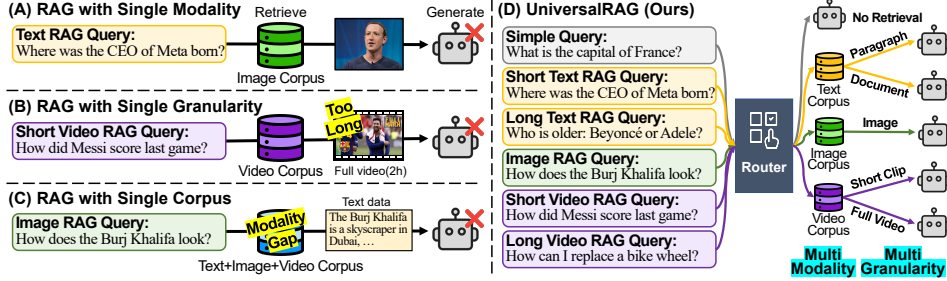 (A) RAG with Single Modality
Retrieve
Generate
Text RAG Query:
Where was the CEO of Meta born?
Image Corpus
(B) RAG with Single Granularity
Short Video RAG Query:
How did Messi score last game?
Video Corpus
Too
Long
Full video(2h)
(C) RAG with Single Corpus
Image RAG Query:
How does the Burj Khalifa look?
Modality
Gap
Text+Image+Video Corpus
Text data
The Burj Khalifa
is a skyscraper in
Dubai, …
(D) UniversalRAG (Ours)
Simple Query:
What is the capital of France?
Short Text RAG Query:
Where was the CEO of Meta born?
Long Text RAG Query:
Who is older: Beyoncé or Adele?
Image RAG Query:
How does the Burj Khalifa look?
Short Video RAG Query:
How did Messi score last game?
Long Video RAG Query:
How can I replace a bike wheel?
Router
No Retrieval
Text
Corpus
Paragraph
Document
Image
Corpus
Image
Video
Corpus
Short Clip
Full Video
Multi
Modality
Multi
Granularity